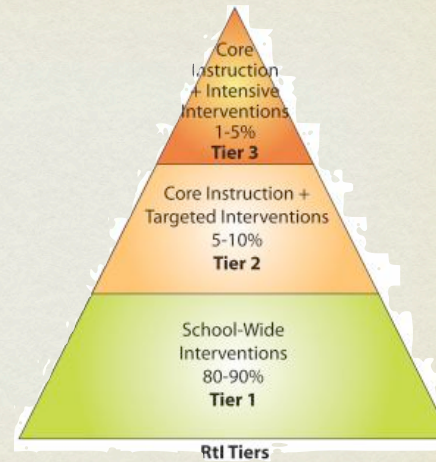 Core
Instruction
+ Intensive
Interventions
1-5%
Tier 3
Core Instruction +
Targeted Interventions
5-10%
Tier 2
School-Wide
Interventions
80-90%
Tier 1
RtI Tiers